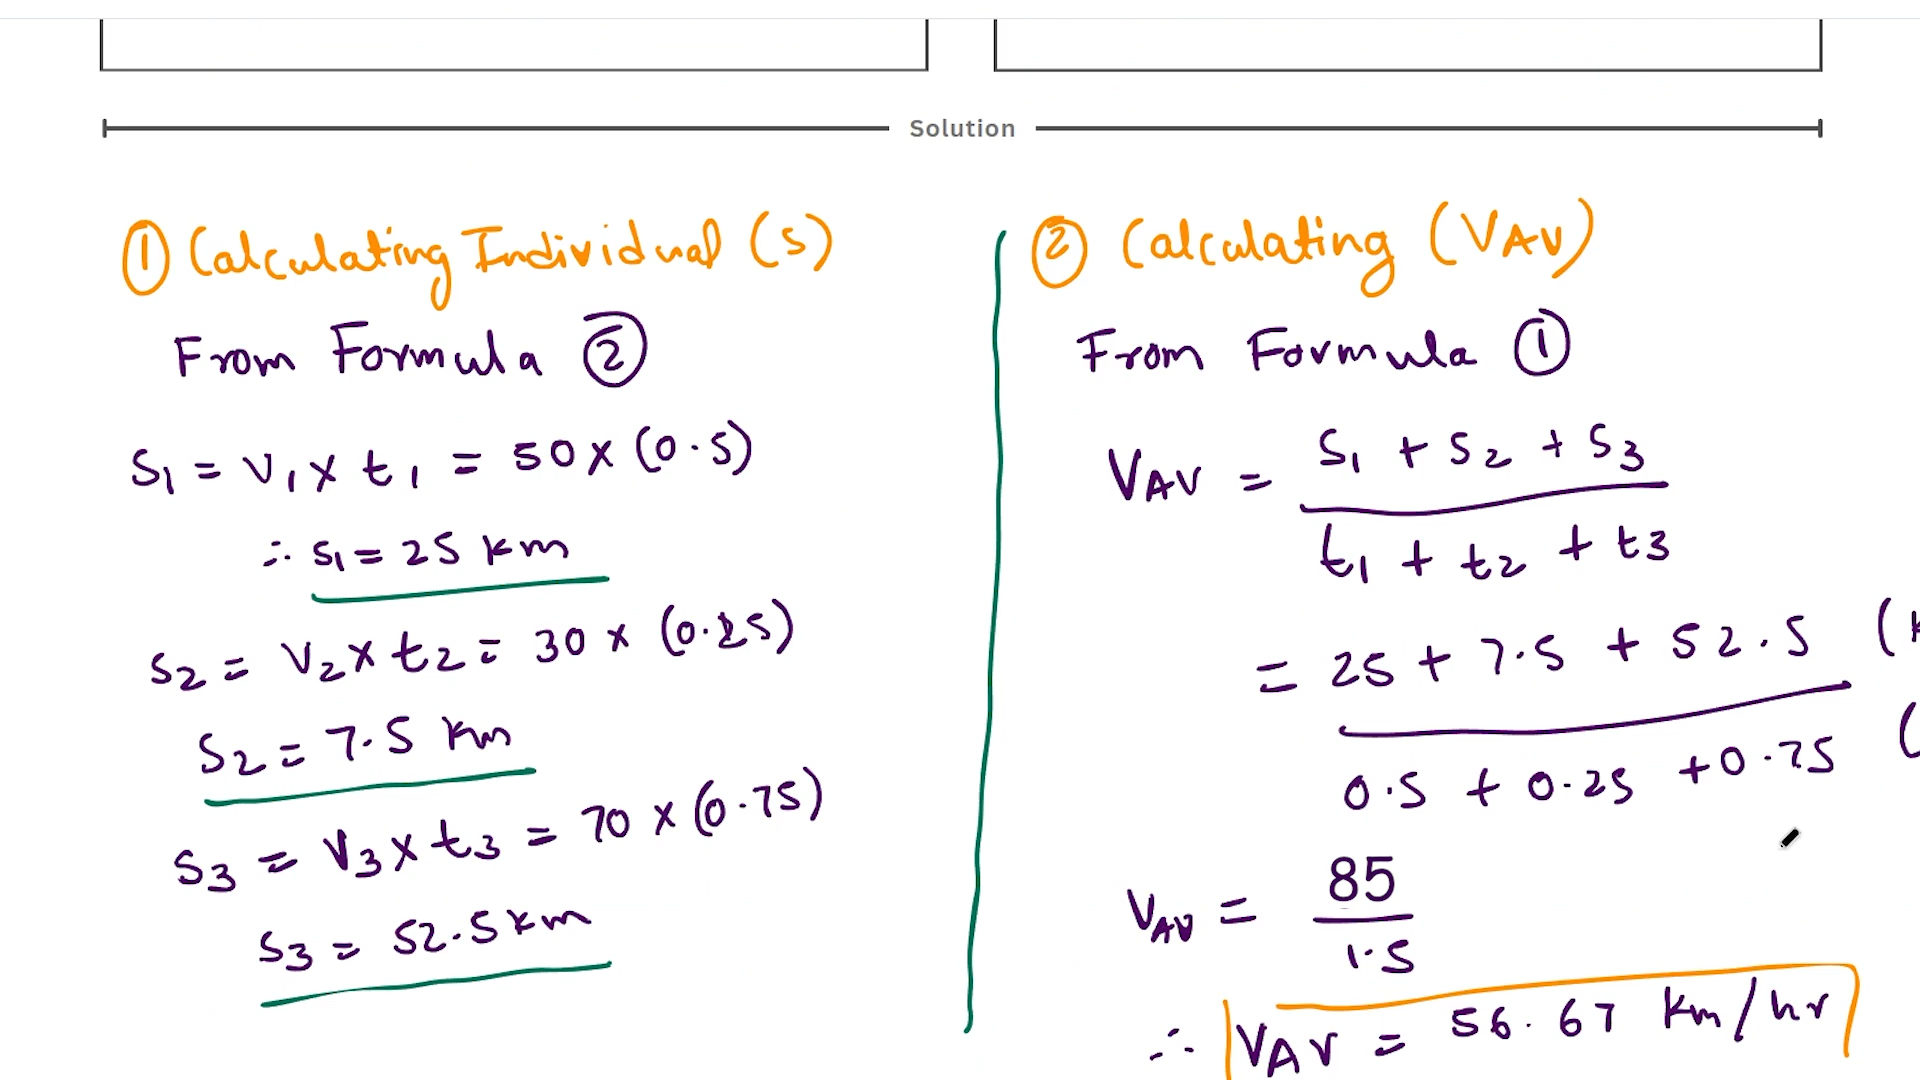 Solution
① Calculating Individual (s)
From Formula ②
S1 = V1 x t1 = 50 x (0.5)
∴ S1 = 25 km
S2 = V2 x t2 = 30 x (0.25)
S2 = 7.5 km
S3 = V3 x t3 = 70 x (0.75)
S3 = 52.5 km
② Calculating (VAV)
From Formula ①
VAV = S1 + S2 + S3
t1 + t2 + t3
= 25 + 7.5 + 52.5 (
0.5 + 0.25 + 0.75 (
VAV = 85
1.5
∴ VAV = 56.67 km/hr